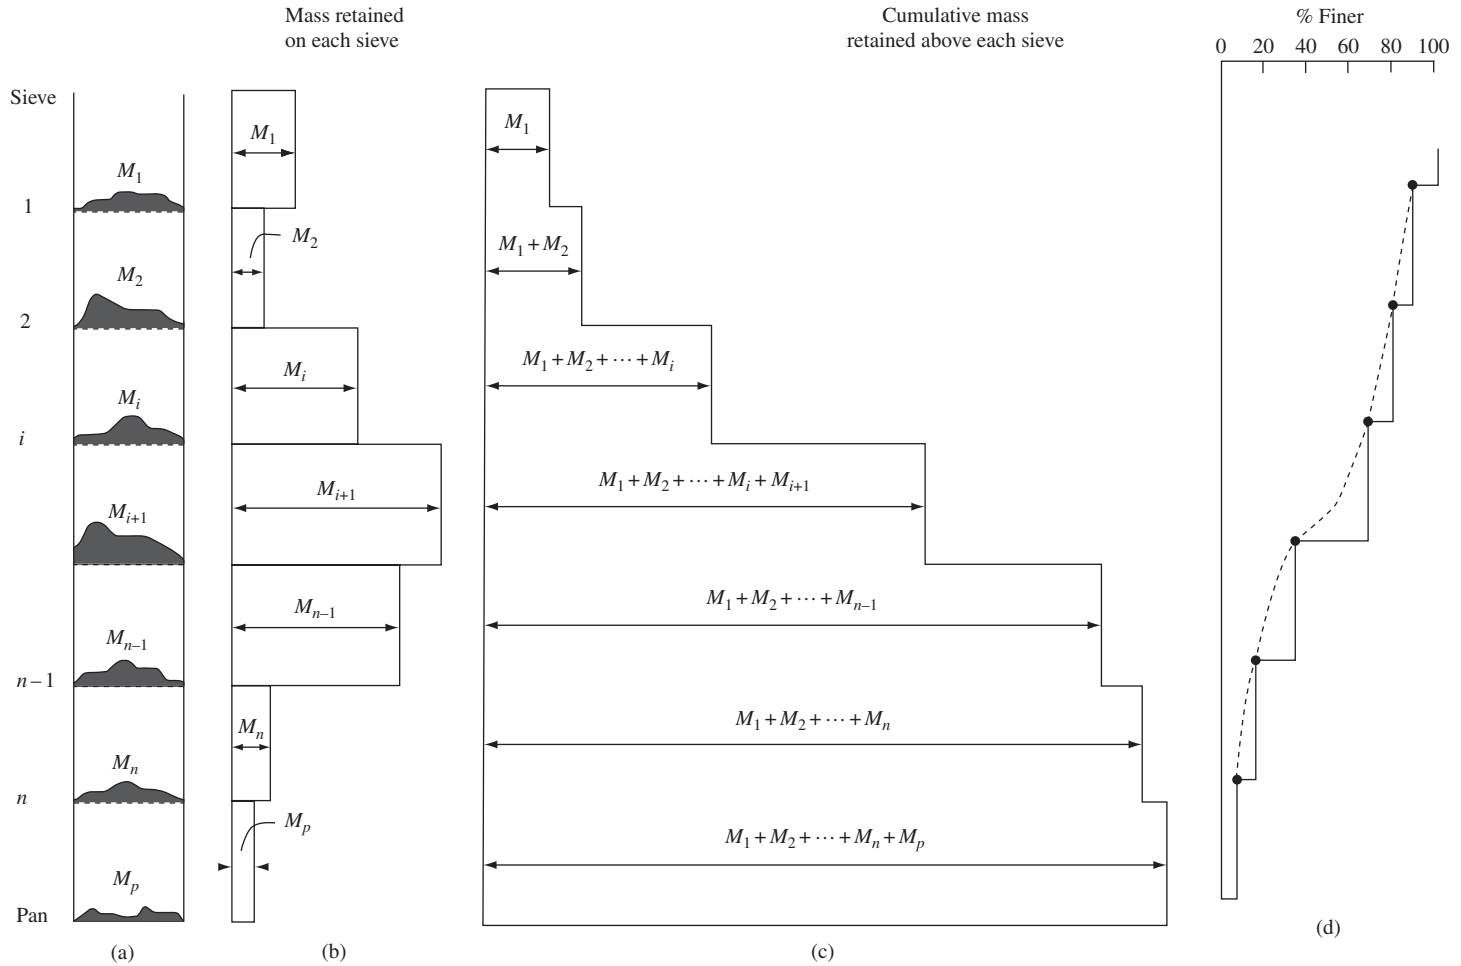 Mass retained
on each sieve
Cumulative mass
retained above each sieve
% Finer
0 20 40 60 80 100
Sieve
M₁
M₁
M₁
1
M₂
M₂
M₁ + M₂
2
Mᵢ
Mᵢ
M₁ + M₂ + ⋯ + Mᵢ
i
Mᵢ₊₁
Mᵢ₊₁
M₁ + M₂ + ⋯ + Mᵢ + Mᵢ₊₁
Mₙ₋₁
Mₙ₋₁
M₁ + M₂ + ⋯ + Mₙ₋₁
n – 1
Mₙ
Mₙ
M₁ + M₂ + ⋯ + Mₙ
n
Mₚ
Mₚ
M₁ + M₂ + ⋯ + Mₙ + Mₚ
Pan
(a)
(b)
(c)
(d)